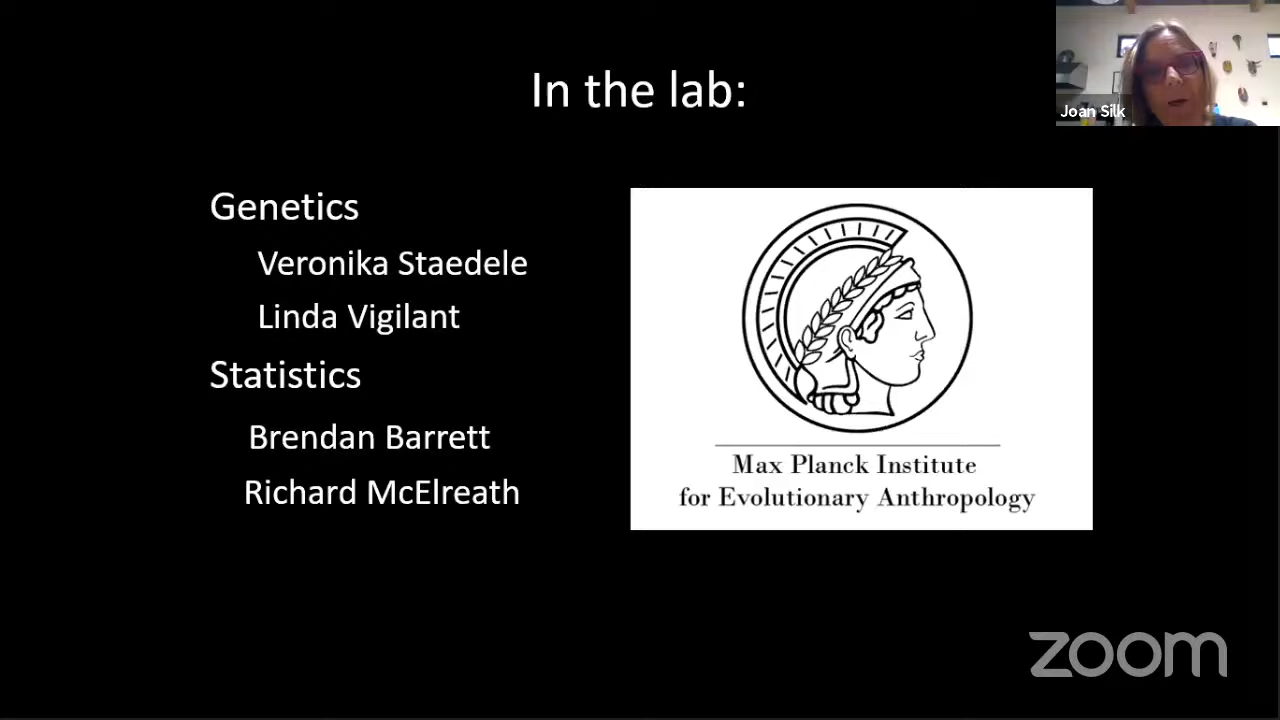 In the lab:
Joan Silk
Genetics
Veronika Staedele
Linda Vigilant
Statistics
Brendan Barrett
Richard McElreath
Max Planck Institute
for Evolutionary Anthropology
zoom